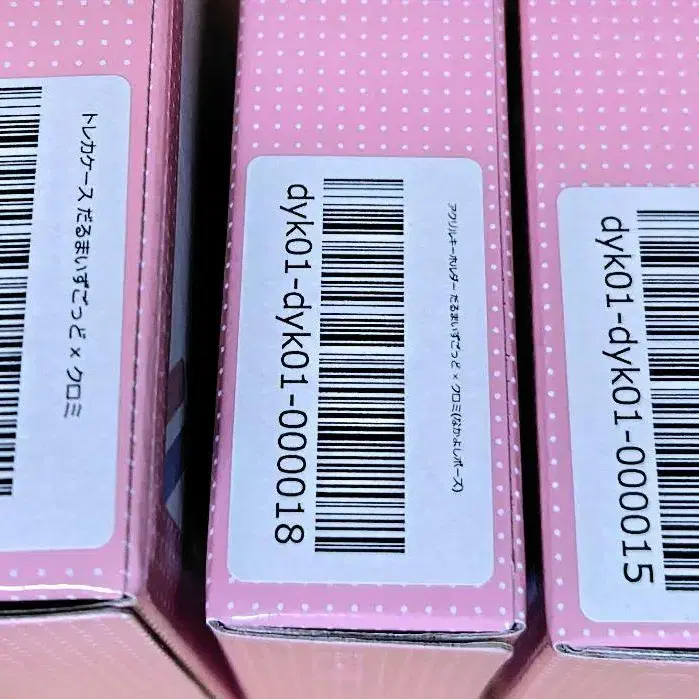 トレカケース だるまいずごっど × クロミ
アクリルキーホルダー だるまいずごっど × クロミ(なかよしポーズ)
dyk01-dyk01-000018
dyk01-dyk01-000015